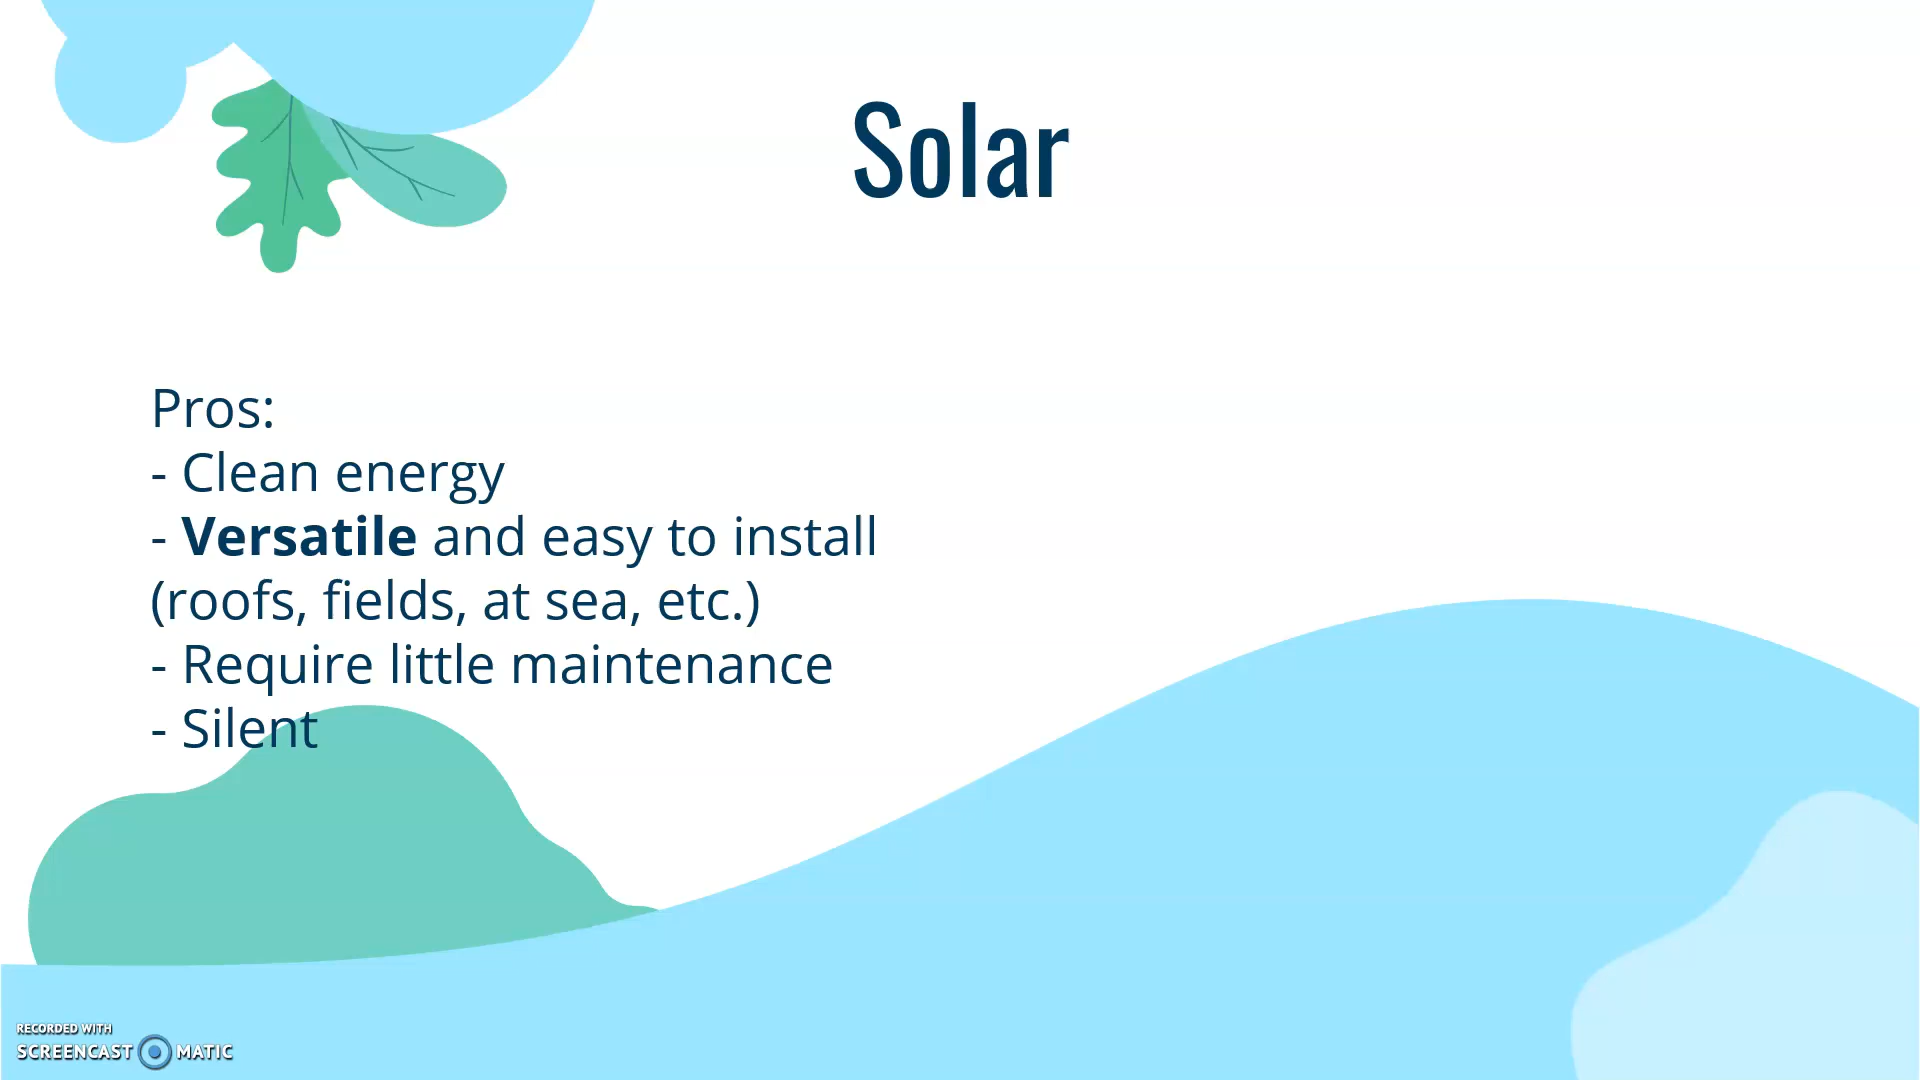 Solar
Pros:
- Clean energy
- Versatile and easy to install
(roofs, fields, at sea, etc.)
- Require little maintenance
- Silent
RECORDED WITH
SCREENCAST MATIC